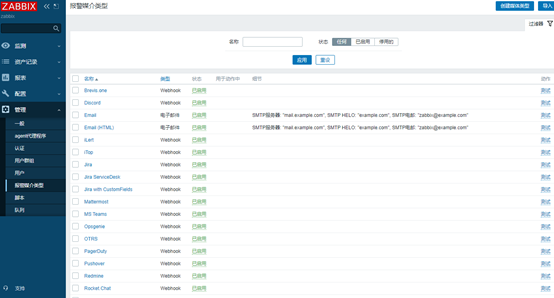 ZABBIX
zabbix
监测
资产记录
报表
配置
管理
一般
agent代理程序
认证
用户群组
用户
报警媒介类型
脚本
队列
支持
报警媒介类型
创建媒体类型 导入
过滤器
名称 状态 任何 已启用 停用的
应用 重设
名称 类型 状态 用于动作中 细节 动作
Brevis.one Webhook 已启用 测试
Discord Webhook 已启用 测试
Email 电子邮件 已启用 SMTP服务器: "mail.example.com", SMTP HELO: "example.com", SMTP电邮: "zabbix@example.com" 测试
Email (HTML) 电子邮件 已启用 SMTP服务器: "mail.example.com", SMTP HELO: "example.com", SMTP电邮: "zabbix@example.com" 测试
iLert Webhook 已启用 测试
iTop Webhook 已启用 测试
Jira Webhook 已启用 测试
Jira ServiceDesk Webhook 已启用 测试
Jira with CustomFields Webhook 已启用 测试
Mattermost Webhook 已启用 测试
MS Teams Webhook 已启用 测试
Opsgenie Webhook 已启用 测试
OTRS Webhook 已启用 测试
PagerDuty Webhook 已启用 测试
Pushover Webhook 已启用 测试
Redmine Webhook 已启用 测试
Rocket.Chat Webhook 已启用 测试